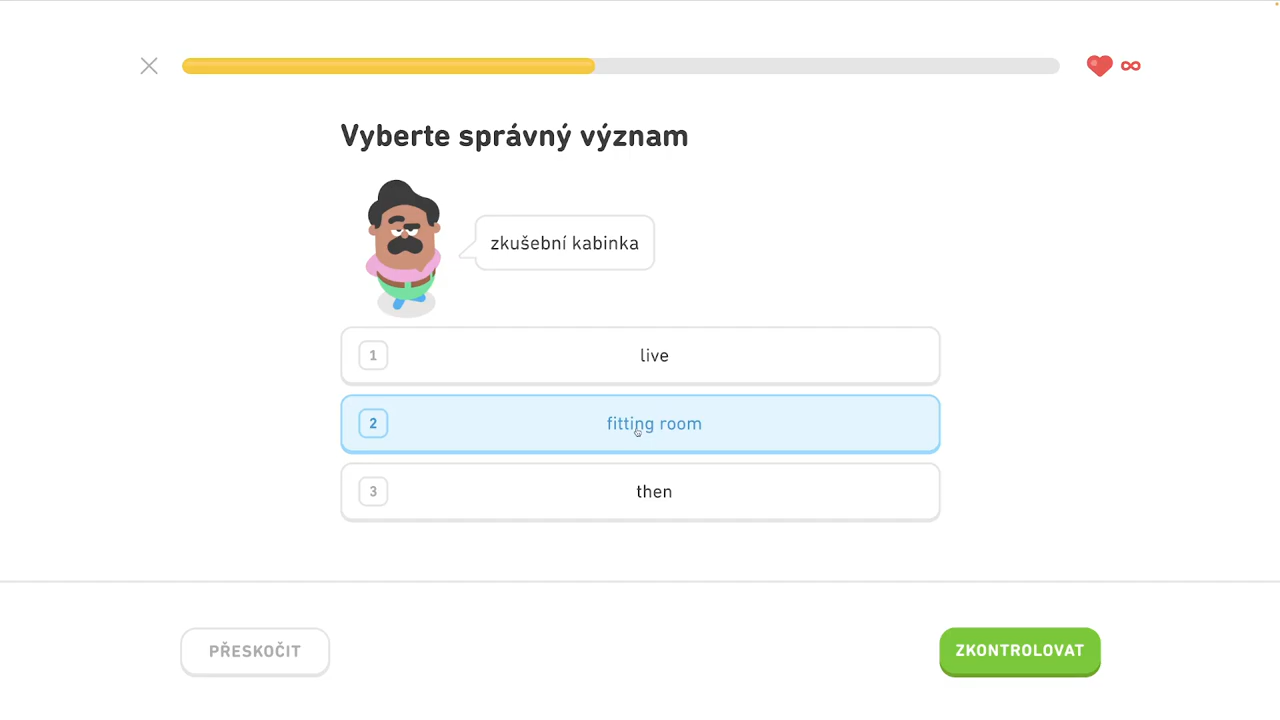 ∞
Vyberte správný význam
zkušební kabinka
1 live
2 fitting room
3 then
PŘESKOČIT
ZKONTROLOVAT